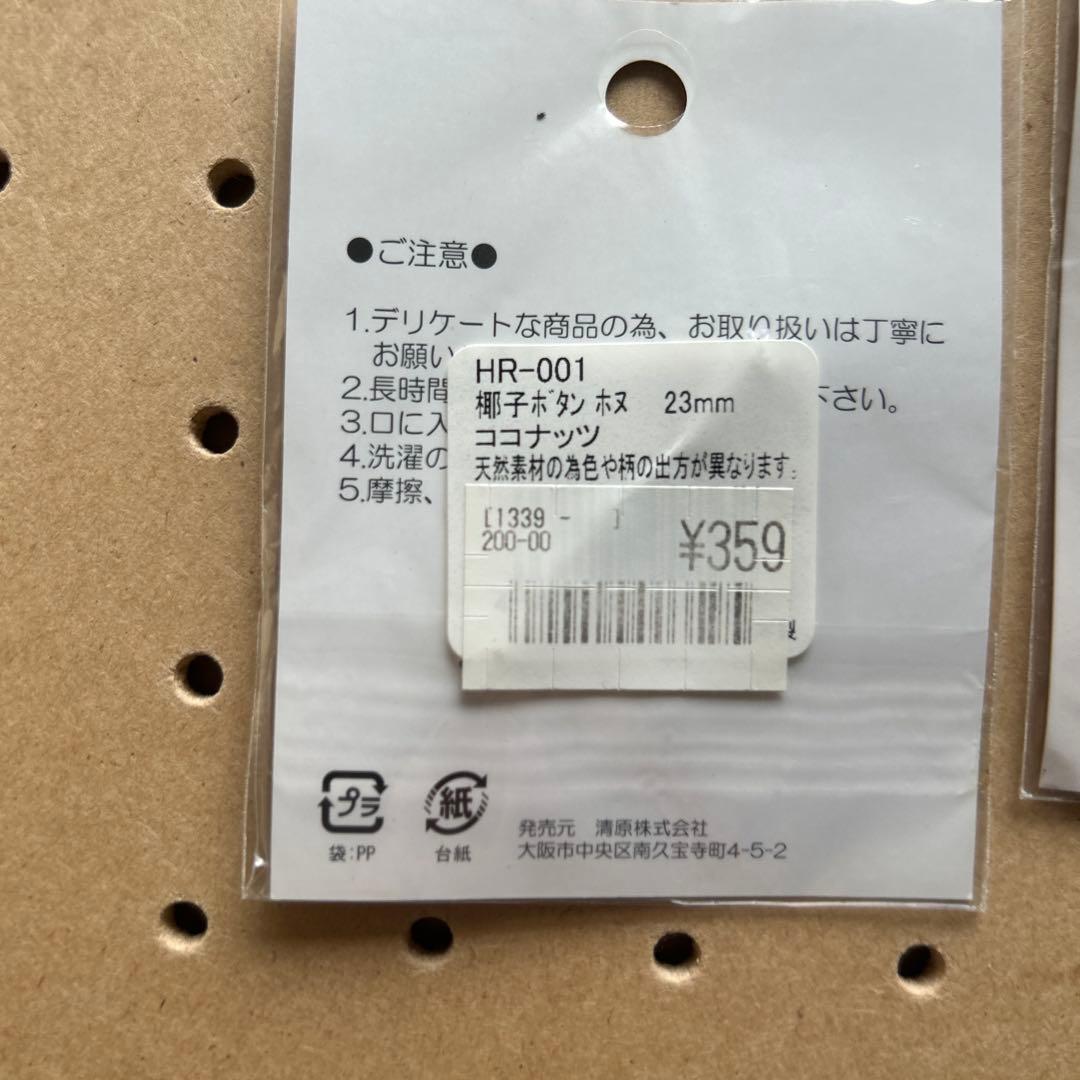 ●ご注意●
1.デリケートな商品の為、お取り扱いは丁寧に
お願い
2.長時間 下さい。
3.口に入
4.洗濯の
5.摩擦、
HR-001
椰子ﾎﾞﾀﾝ ﾎﾇ 23mm
ココナッツ
天然素材の為色や柄の出方が異なります。
[1339 - ]
200-00
¥359
プラ
袋:PP
紙
台紙
発売元 清原株式会社
大阪市中央区南久宝寺町4-5-2